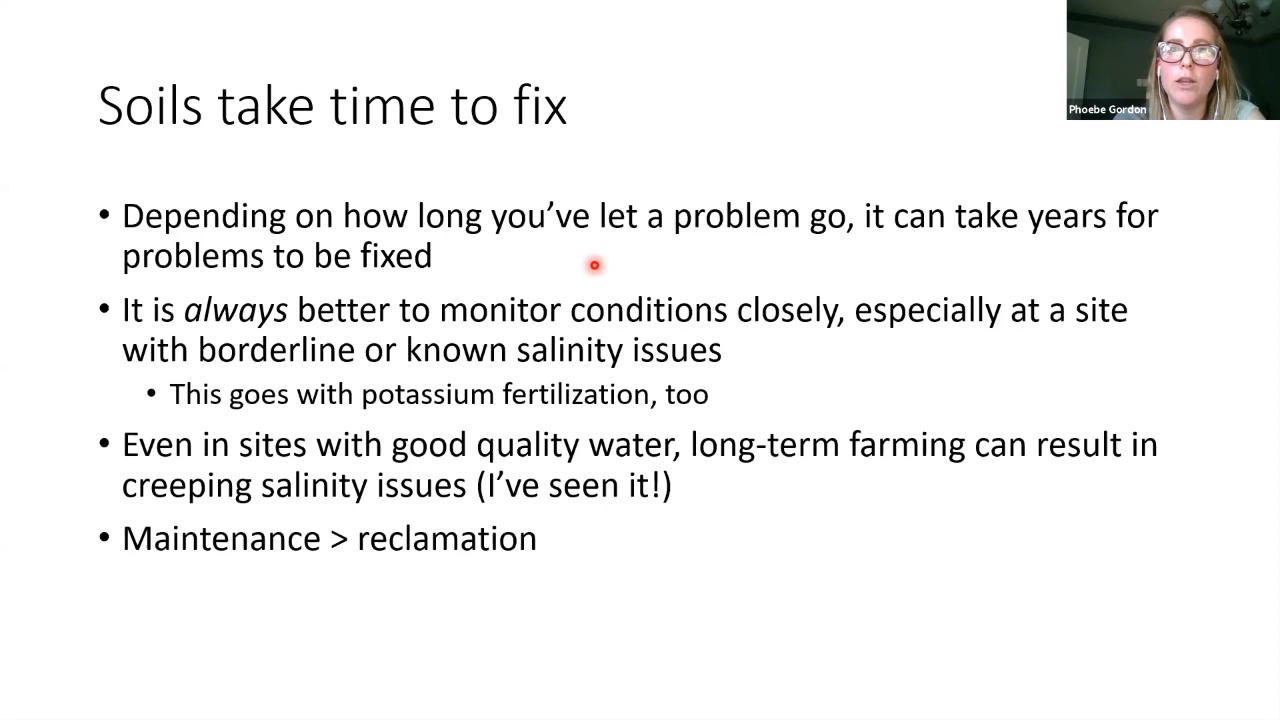 Soils take time to fix
Phoebe Gordon
• Depending on how long you’ve let a problem go, it can take years for
problems to be fixed
• It is always better to monitor conditions closely, especially at a site
with borderline or known salinity issues
• This goes with potassium fertilization, too
• Even in sites with good quality water, long-term farming can result in
creeping salinity issues (I’ve seen it!)
• Maintenance > reclamation